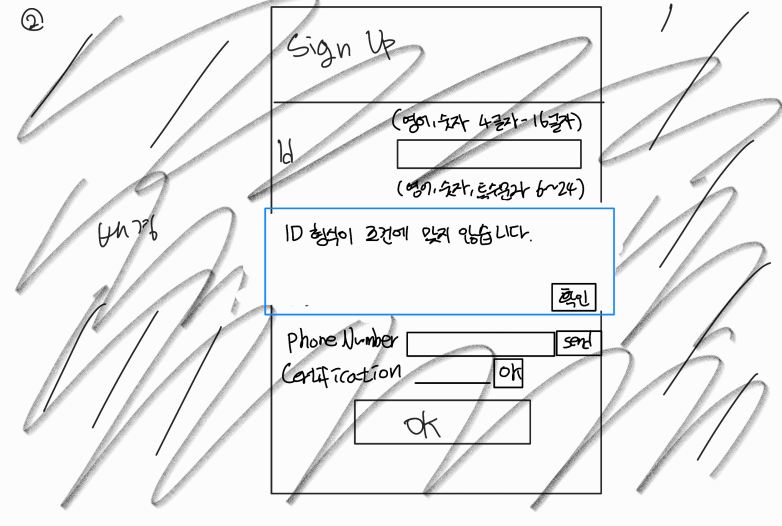 ②
Sign Up
(영어, 숫자 4글자-16글자)
Id
(영어, 숫자, 특수문자 6~24)
배경
ID 형식이 조건에 맞지 않습니다.
확인
Phone Number send
Certification OK
OK